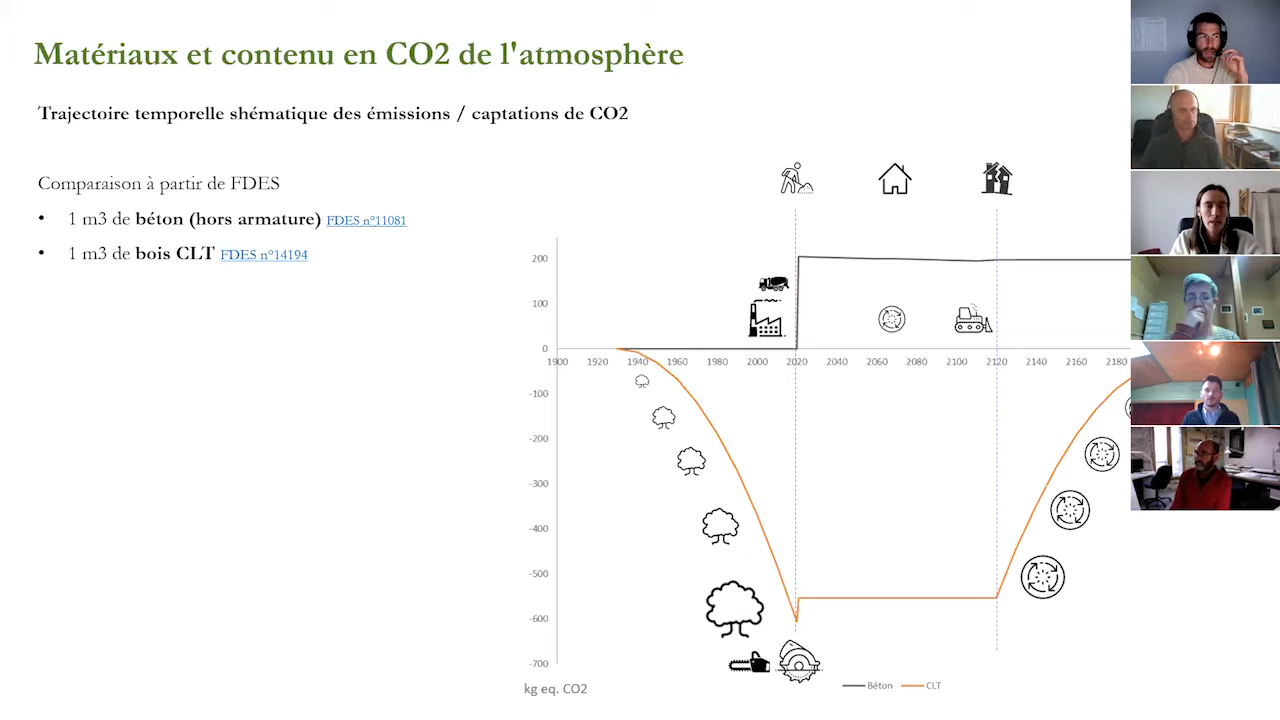 Matériaux et contenu en CO2 de l'atmosphère
Trajectoire temporelle shématique des émissions / captations de CO2
Comparaison à partir de FDES
• 1 m3 de béton (hors armature) FDES n°11081
• 1 m3 de bois CLT FDES n°14194
200
100
0
1900 1920 1940 1960 1980 2000 2020 2040 2060 2080 2100 2120 2140 2160 2180
-100
-200
-300
-400
-500
-600
-700
kg eq. CO2
Béton CLT